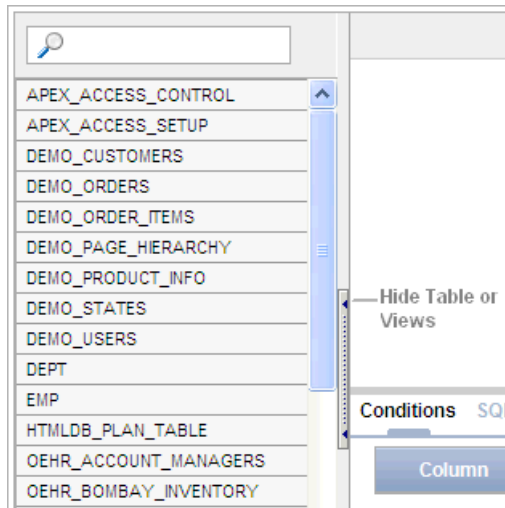 APEX_ACCESS_CONTROL
APEX_ACCESS_SETUP
DEMO_CUSTOMERS
DEMO_ORDERS
DEMO_ORDER_ITEMS
DEMO_PAGE_HIERARCHY
DEMO_PRODUCT_INFO
DEMO_STATES
DEMO_USERS
DEPT
EMP
HTMLDB_PLAN_TABLE
OEHR_ACCOUNT_MANAGERS
OEHR_BOMBAY_INVENTORY
Hide Table or
Views
Conditions
Column